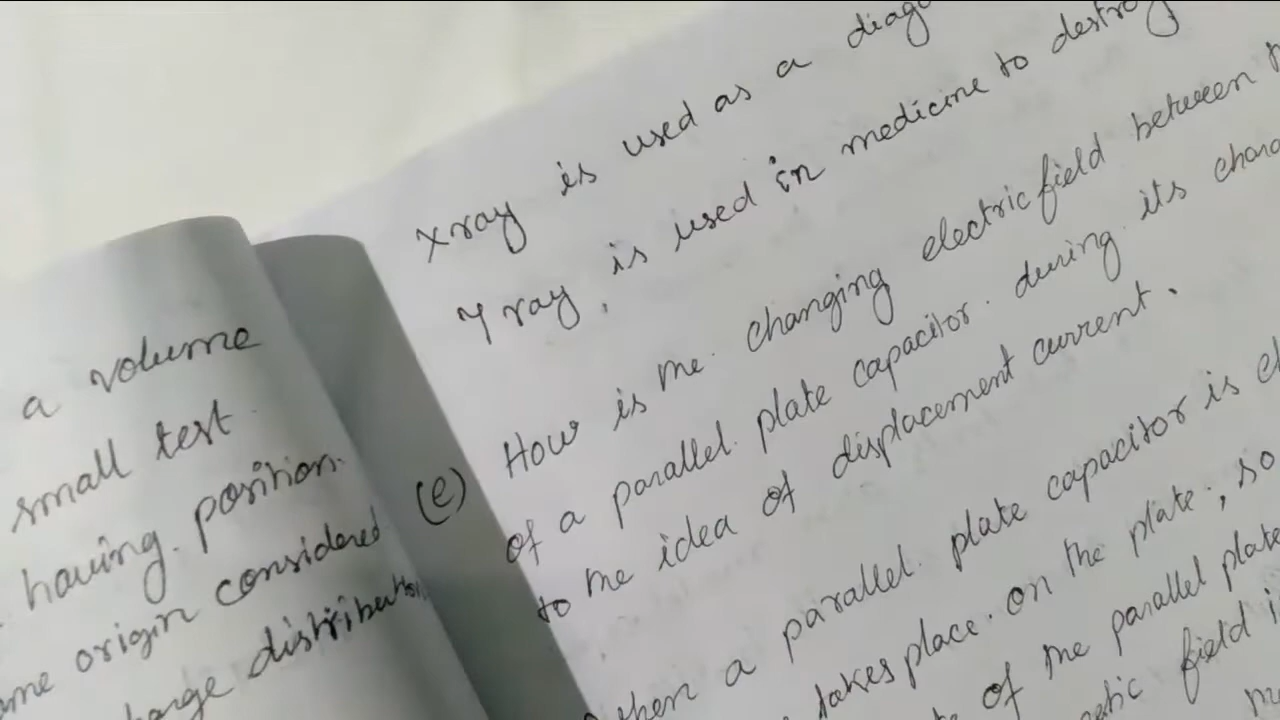 a volume
small test
having. position.
origin considered
distribution
X ray is used as a
γ ray, is used in medicine to
(e) How is the changing electric field between
of a parallel plate capacitor. during its
to the idea of displacement current.
a parallel. plate capacitor is
takes place. on the plate, so
of the parallel plate
field